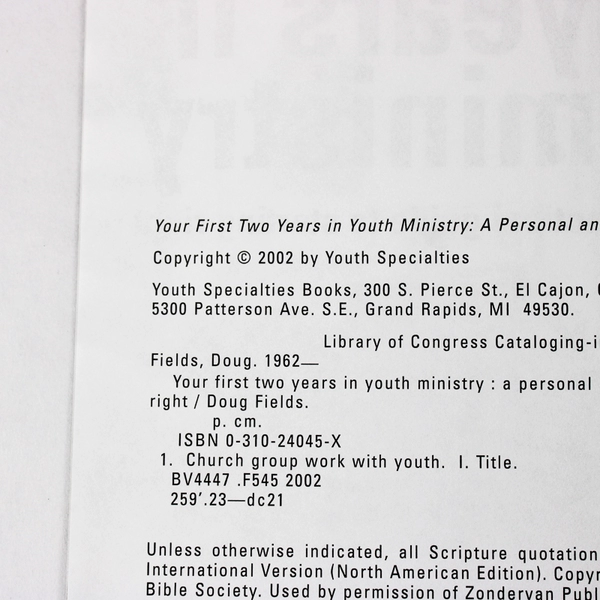 Your First Two Years in Youth Ministry: A Personal an
Copyright © 2002 by Youth Specialties
Youth Specialties Books, 300 S. Pierce St., El Cajon,
5300 Patterson Ave. S.E., Grand Rapids, MI 49530.
Library of Congress Cataloging-i
Fields, Doug. 1962—
Your first two years in youth ministry : a personal
right / Doug Fields.
p. cm.
ISBN 0-310-24045-X
1. Church group work with youth. I. Title.
BV4447 .F545 2002
259'.23—dc21
Unless otherwise indicated, all Scripture quotation
International Version (North American Edition). Copyr
Bible Society. Used by permission of Zondervan Publ